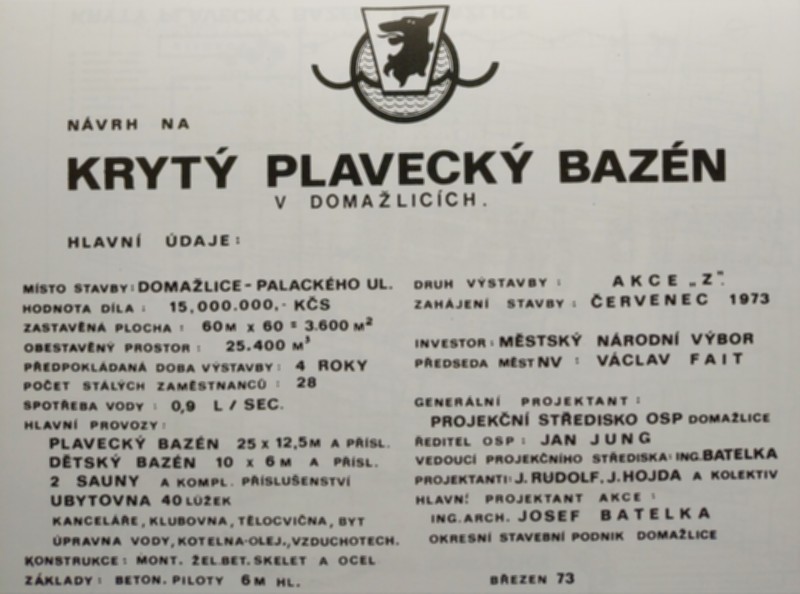 NÁVRH NA
KRYTÝ PLAVECKÝ BAZÉN
V DOMAŽLICÍCH.
HLAVNÍ ÚDAJE:
MÍSTO STAVBY: DOMAŽLICE - PALACKÉHO UL.
HODNOTA DÍLA: 15,000.000,- KČS
ZASTAVĚNÁ PLOCHA: 60M x 60 = 3.600 M²
OBESTAVĚNÝ PROSTOR: 25.400 M³
PŘEDPOKLÁDANÁ DOBA VÝSTAVBY: 4 ROKY
POČET STÁLÝCH ZAMĚSTNANCŮ: 28
SPOTŘEBA VODY: 0,9 L / SEC.
HLAVNÍ PROVOZY:
PLAVECKÝ BAZÉN 25 x 12,5M A PŘÍSL.
DĚTSKÝ BAZÉN 10 x 6M A PŘÍSL.
2 SAUNY A KOMPL. PŘÍSLUŠENSTVÍ
UBYTOVNA 40 LŮŽEK
KANCELÁŘE, KLUBOVNA, TĚLOCVIČNA, BYT
ÚPRAVNA VODY, KOTELNA-OLEJ., VZDUCHOTECH.
KONSTRUKCE: MONT. ŽEL.BET. SKELET A OCEL
ZÁKLADY: BETON. PILOTY 6M HL.
DRUH VÝSTAVBY: AKCE „Z".
ZAHÁJENÍ STAVBY: ČERVENEC 1973
INVESTOR: MĚSTSKÝ NÁRODNÍ VÝBOR
PŘEDSEDA MĚSTNV: VÁCLAV FAIT
GENERÁLNÍ PROJEKTANT:
PROJEKČNÍ STŘEDISKO OSP DOMAŽLICE
ŘEDITEL OSP: JAN JUNG
VEDOUCÍ PROJEKČNÍHO STŘEDISKA: ING. BATELKA
PROJEKTANTI: J. RUDOLF, J. HOJDA A KOLEKTIV
HLAVNÍ PROJEKTANT AKCE:
ING. ARCH. JOSEF BATELKA
OKRESNÍ STAVEBNÍ PODNIK DOMAŽLICE
BŘEZEN 73